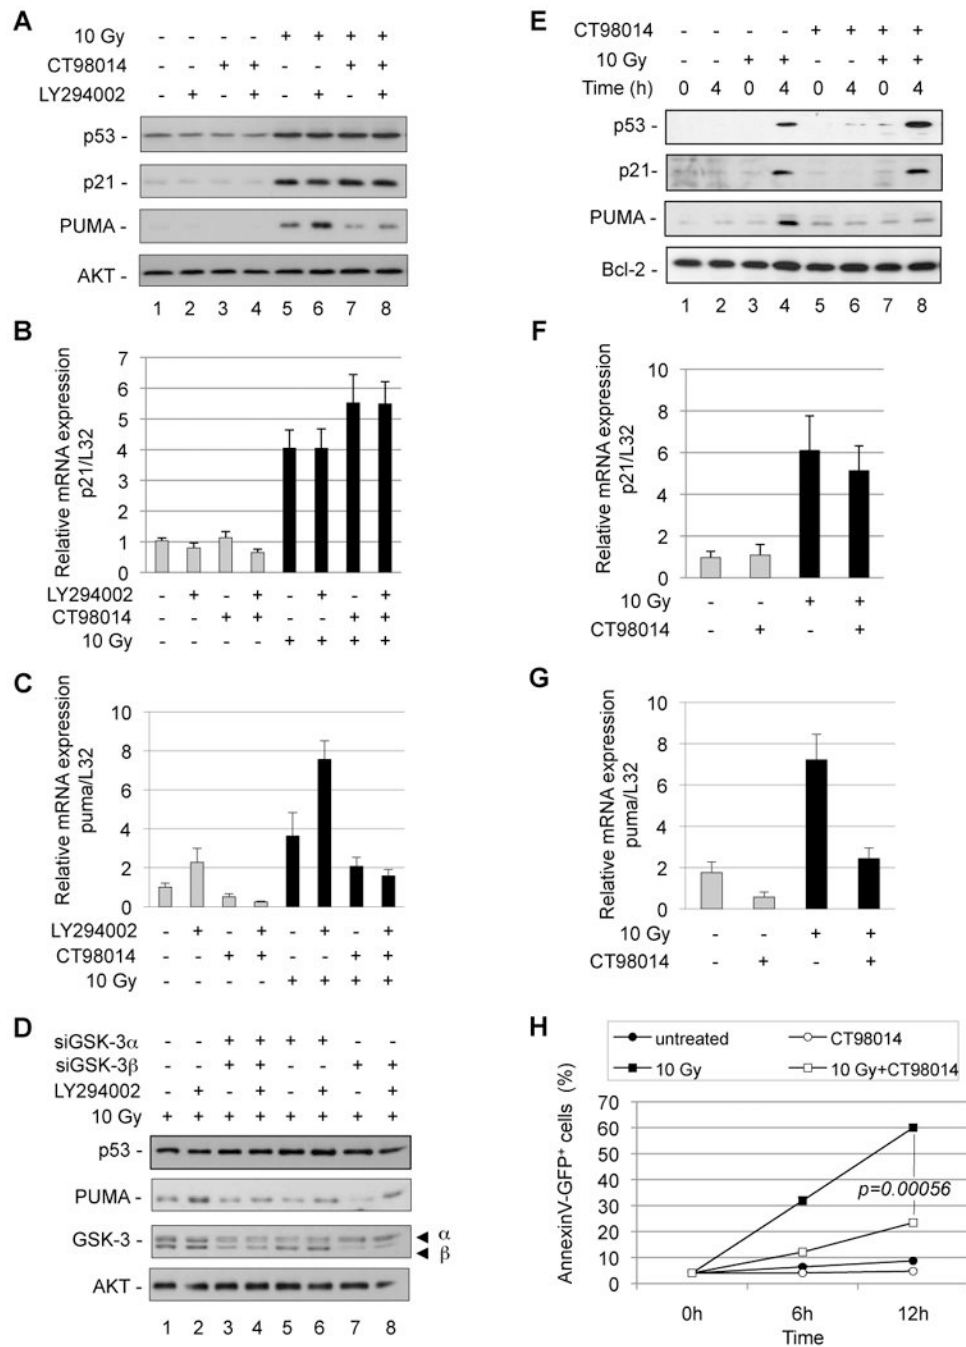 A
10 Gy - - - - + + + +
CT98014 - - + + - - + +
LY294002 - + - + - + - +
p53 -
p21 -
PUMA -
AKT -
1 2 3 4 5 6 7 8
B
Relative mRNA expression
p21/L32
7
6
5
4
3
2
1
0
LY294002 - + - + - + - +
CT98014 - - + + - - + +
10 Gy - - - - + + + +
C
Relative mRNA expression
puma/L32
10
8
6
4
2
0
LY294002 - + - + - + - +
CT98014 - - + + - - + +
10 Gy - - - - + + + +
D
siGSK-3α - - + + + + - -
siGSK-3β - - + + - - + +
LY294002 - + - + - + - +
10 Gy + + + + + + + +
p53 -
PUMA -
GSK-3 - ◄ α
◄ β
AKT -
1 2 3 4 5 6 7 8
E
CT98014 - - - - + + + +
10 Gy - - + + - - + +
Time (h) 0 4 0 4 0 4 0 4
p53 -
p21-
PUMA -
Bcl-2 -
1 2 3 4 5 6 7 8
F
Relative mRNA expression
p21/L32
10
8
6
4
2
0
10 Gy - - + +
CT98014 - + - +
G
Relative mRNA expression
puma/L32
10
8
6
4
2
0
10 Gy - - + +
CT98014 - + - +
H
untreated CT98014
10 Gy 10 Gy+CT98014
AnnexinV-GFP⁺ cells (%)
70
60
50
40
30
20
10
0
p=0.00056
0h 6h 12h
Time